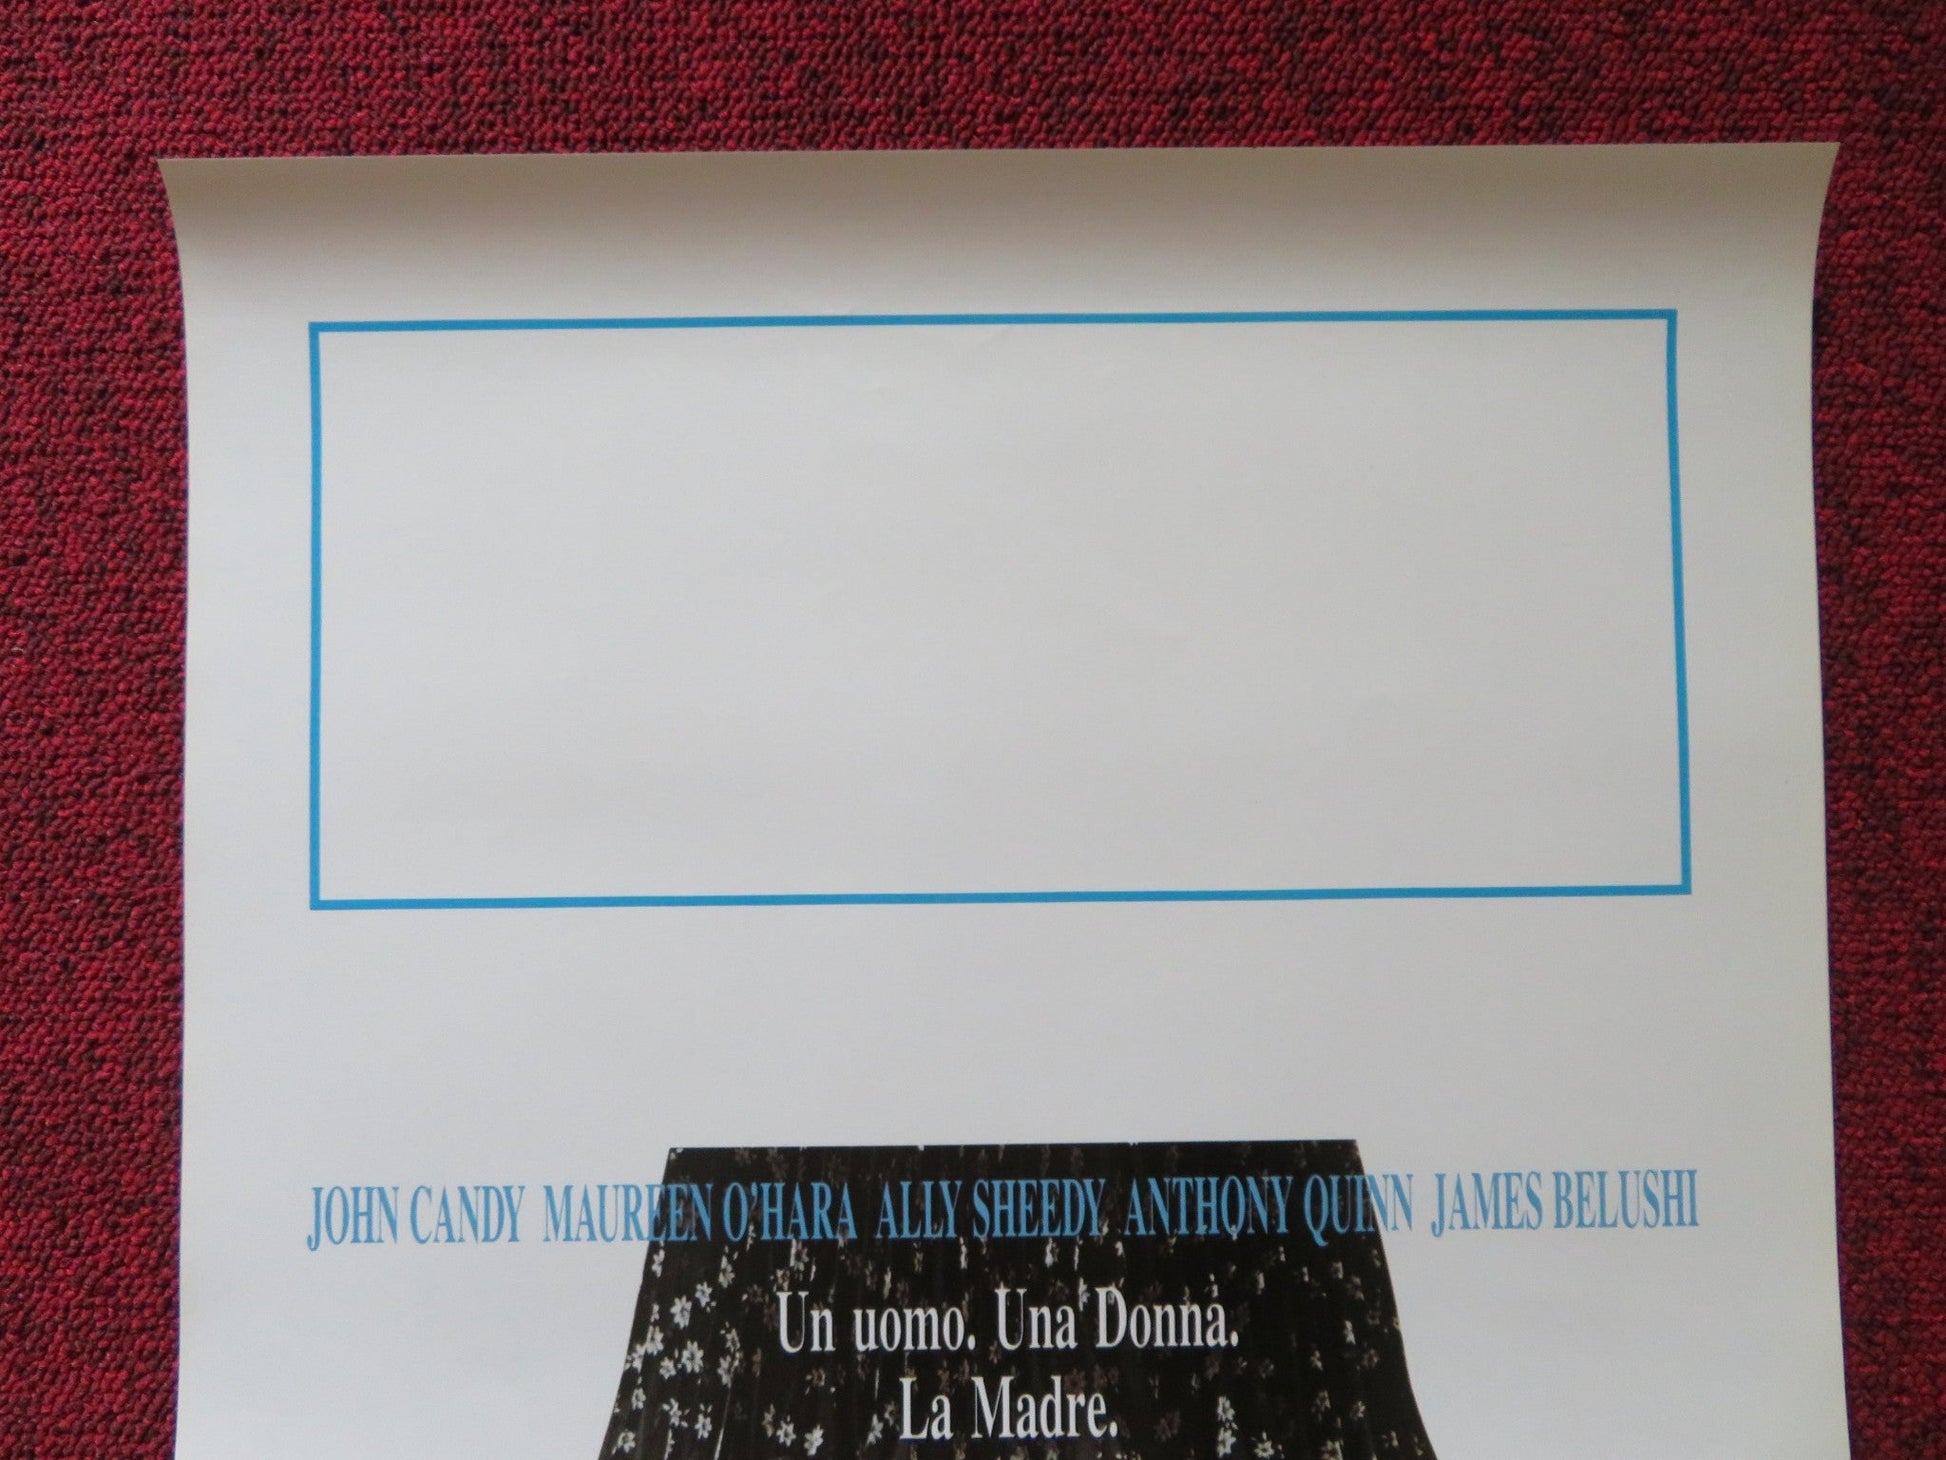 JOHN CANDY MAUREEN O'HARA ALLY SHEEDY ANTHONY QUINN JAMES BELUSHI
Un uomo. Una Donna.
La Madre.